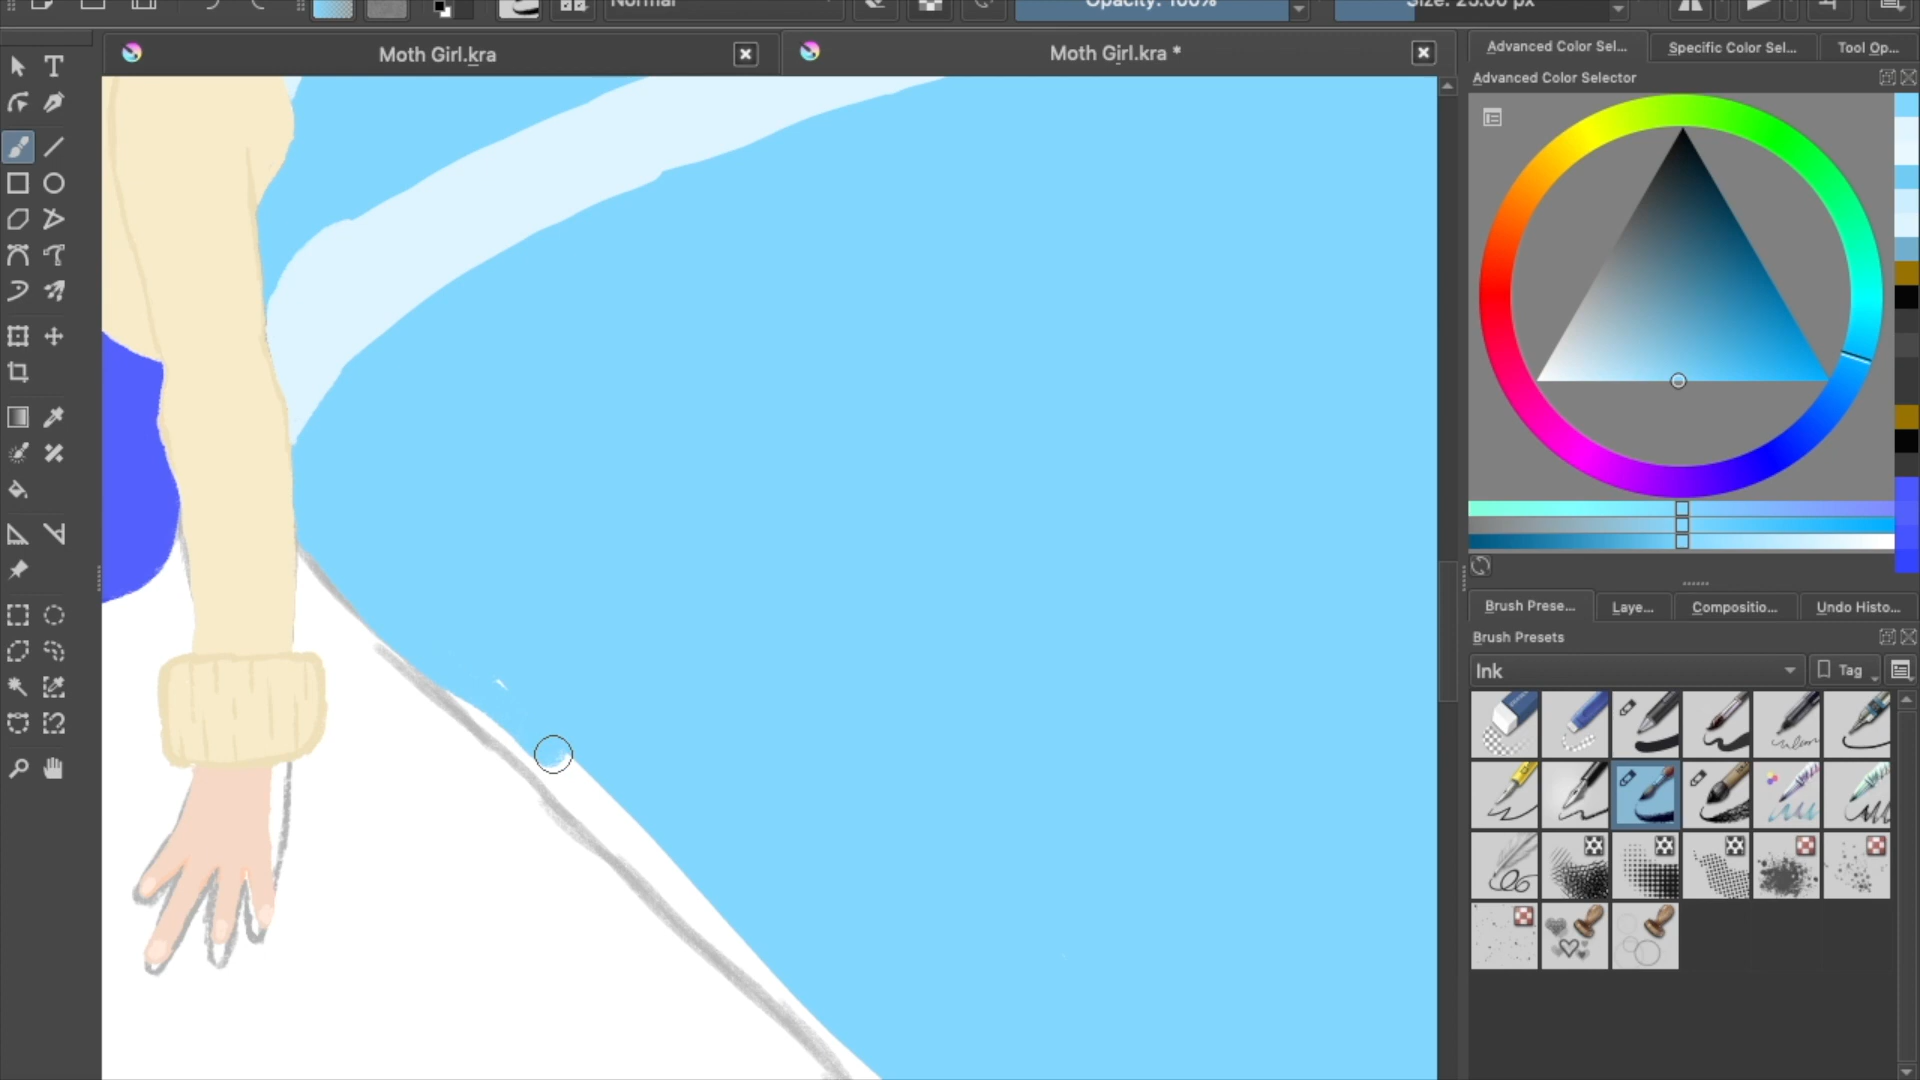 Normal
Opacity: 100%
Size: 25.00 px
Moth Girl.kra
Moth Girl.kra *
Advanced Color Sel...
Specific Color Sel...
Tool Op...
Advanced Color Selector
Brush Prese...
Laye...
Compositio...
Undo Histo...
Brush Presets
Ink
Tag